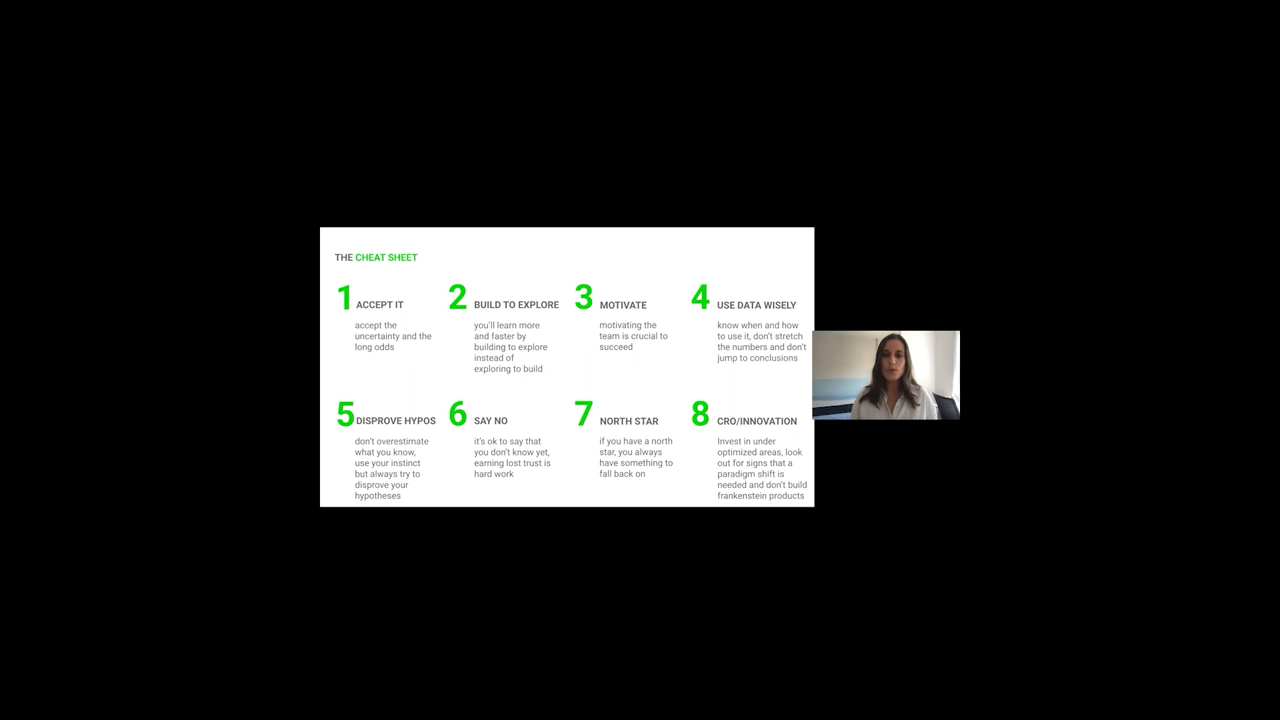 THE CHEAT SHEET
1 ACCEPT IT
accept the
uncertainty and the
long odds
2 BUILD TO EXPLORE
you'll learn more
and faster by
building to explore
instead of
exploring to build
3 MOTIVATE
motivating the
team is crucial to
succeed
4 USE DATA WISELY
know when and how
to use it, don't stretch
the numbers and don't
jump to conclusions
5 DISPROVE HYPOS
don't overestimate
what you know,
use your instinct
but always try to
disprove your
hypotheses
6 SAY NO
it's ok to say that
you don't know yet,
earning lost trust is
hard work
7 NORTH STAR
if you have a north
star, you always
have something to
fall back on
8 CRO/INNOVATION
Invest in under
optimized areas, look
out for signs that a
paradigm shift is
needed and don't build
frankenstein products